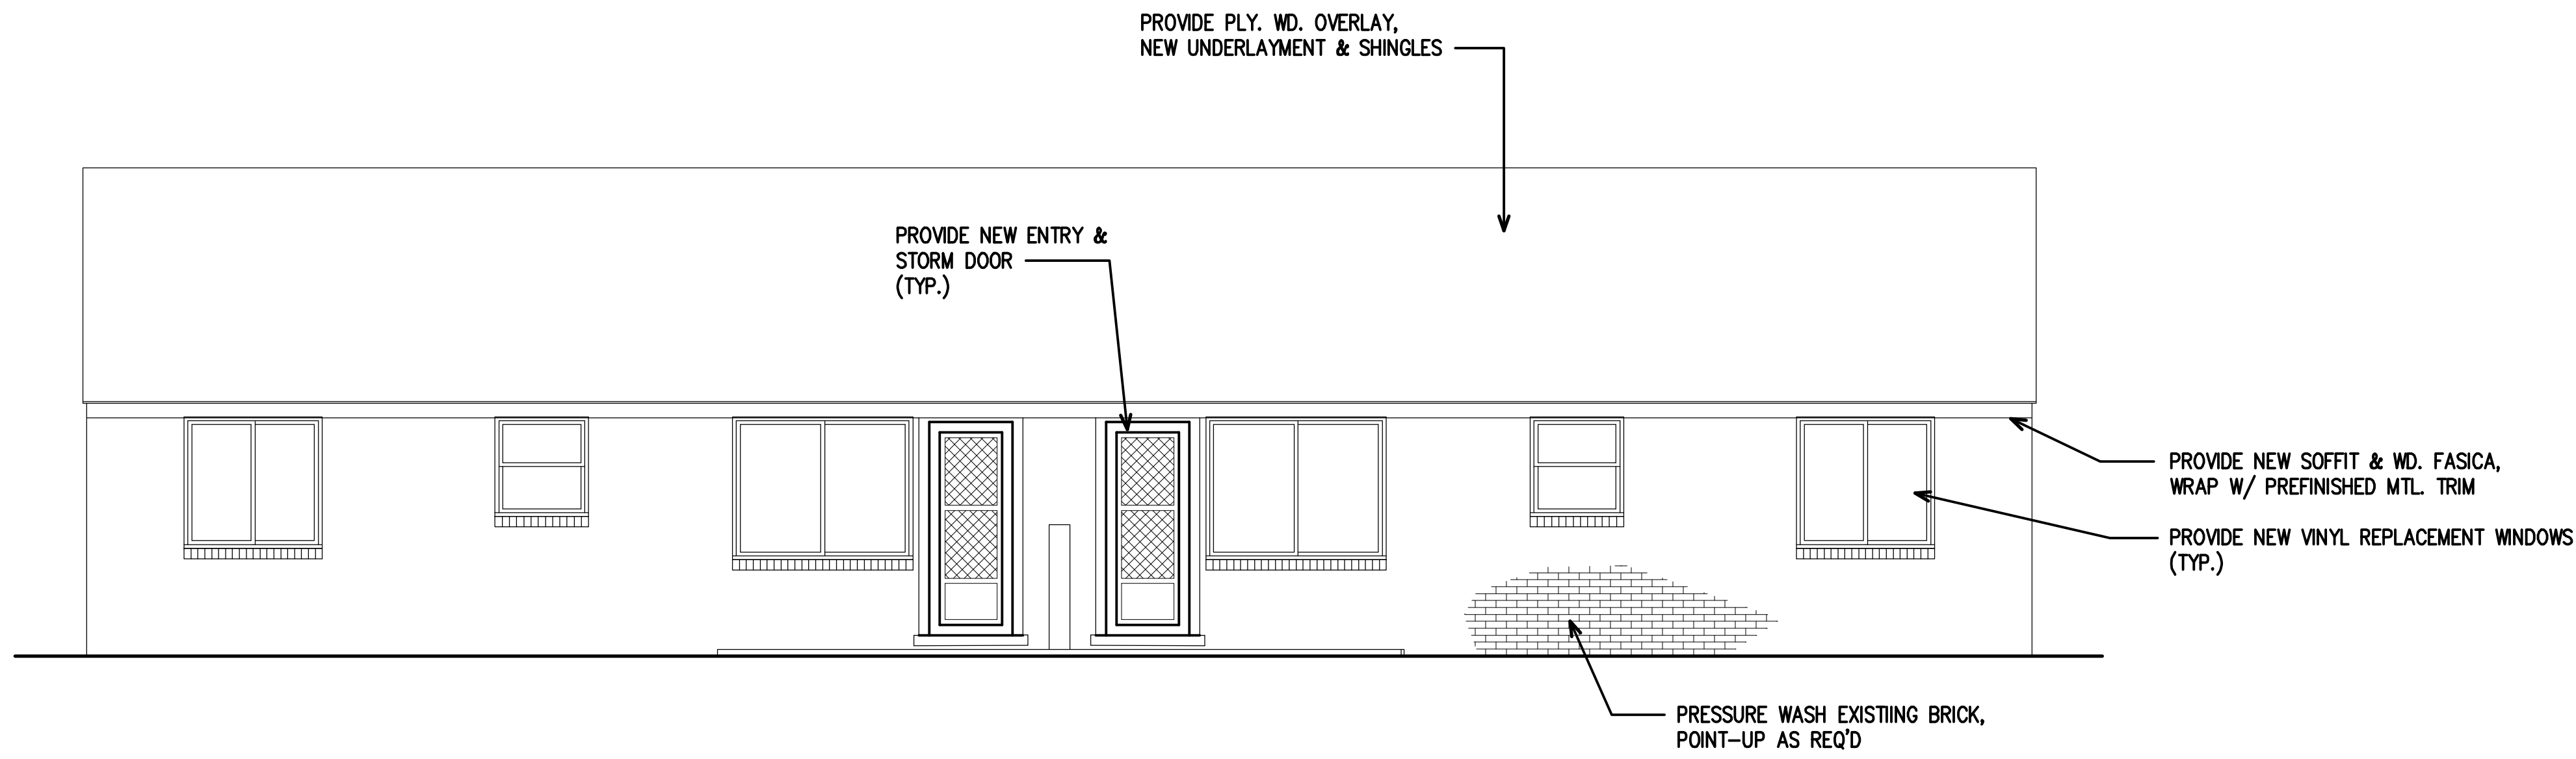 PROVIDE PLY. WD. OVERLAY,
NEW UNDERLAYMENT & SHINGLES
PROVIDE NEW ENTRY &
STORM DOOR
(TYP.)
PROVIDE NEW SOFFIT & WD. FASICA,
WRAP W/ PREFINISHED MTL. TRIM
PROVIDE NEW VINYL REPLACEMENT WINDOWS
(TYP.)
PRESSURE WASH EXISTIING BRICK,
POINT-UP AS REQ'D